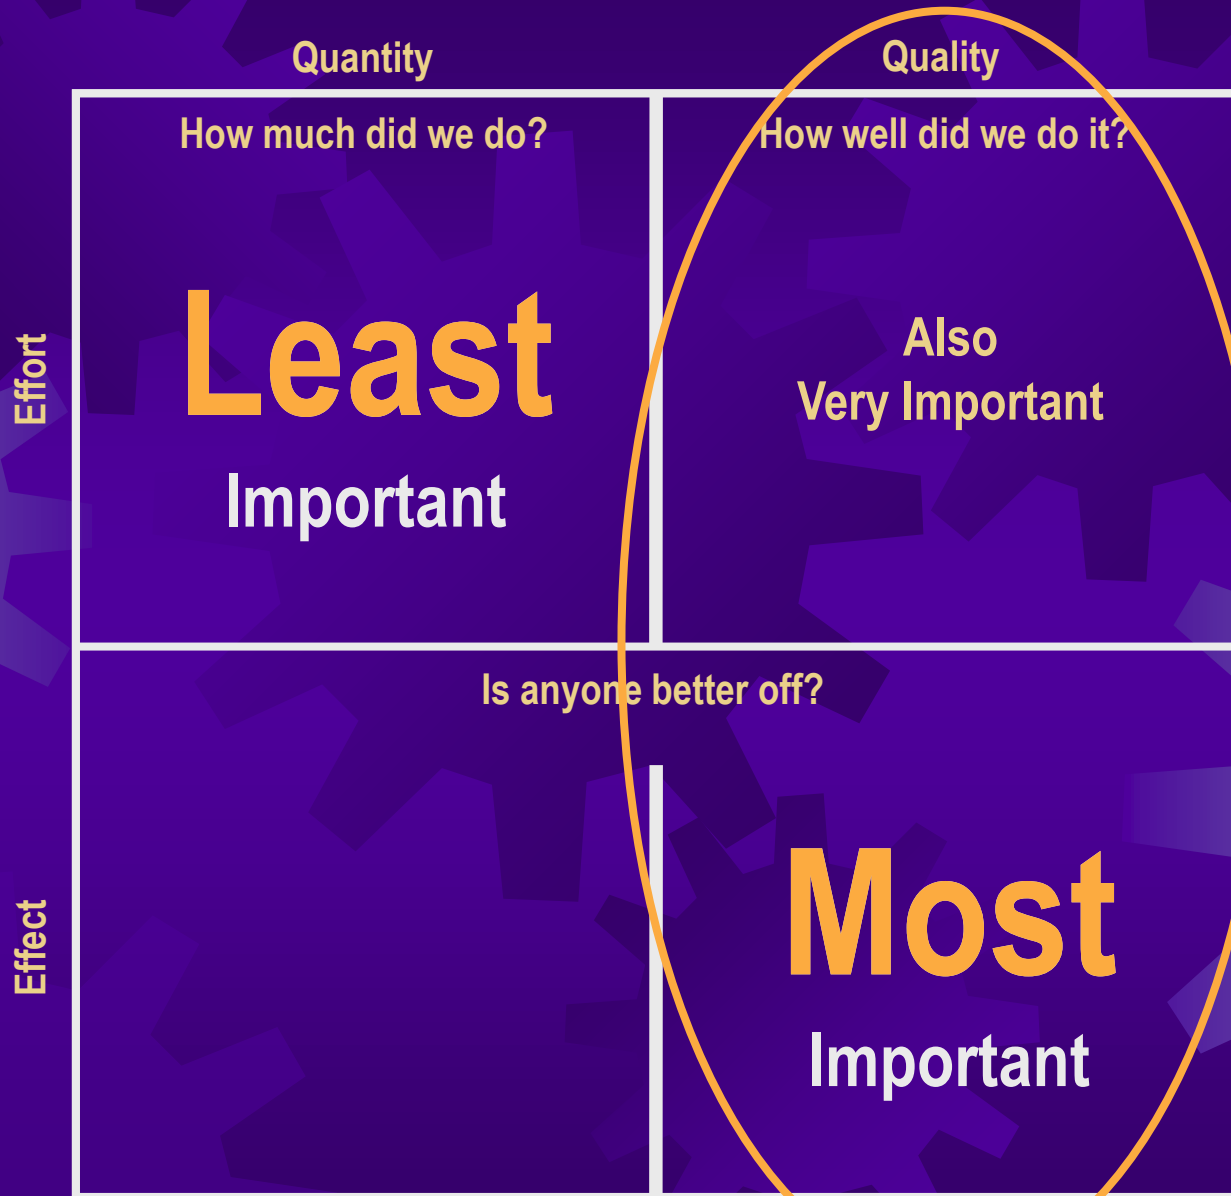 Quantity
Quality
How much did we do?
How well did we do it?
Effort
Least
Important
Also
Very Important
Is anyone better off?
Effect
Most
Important